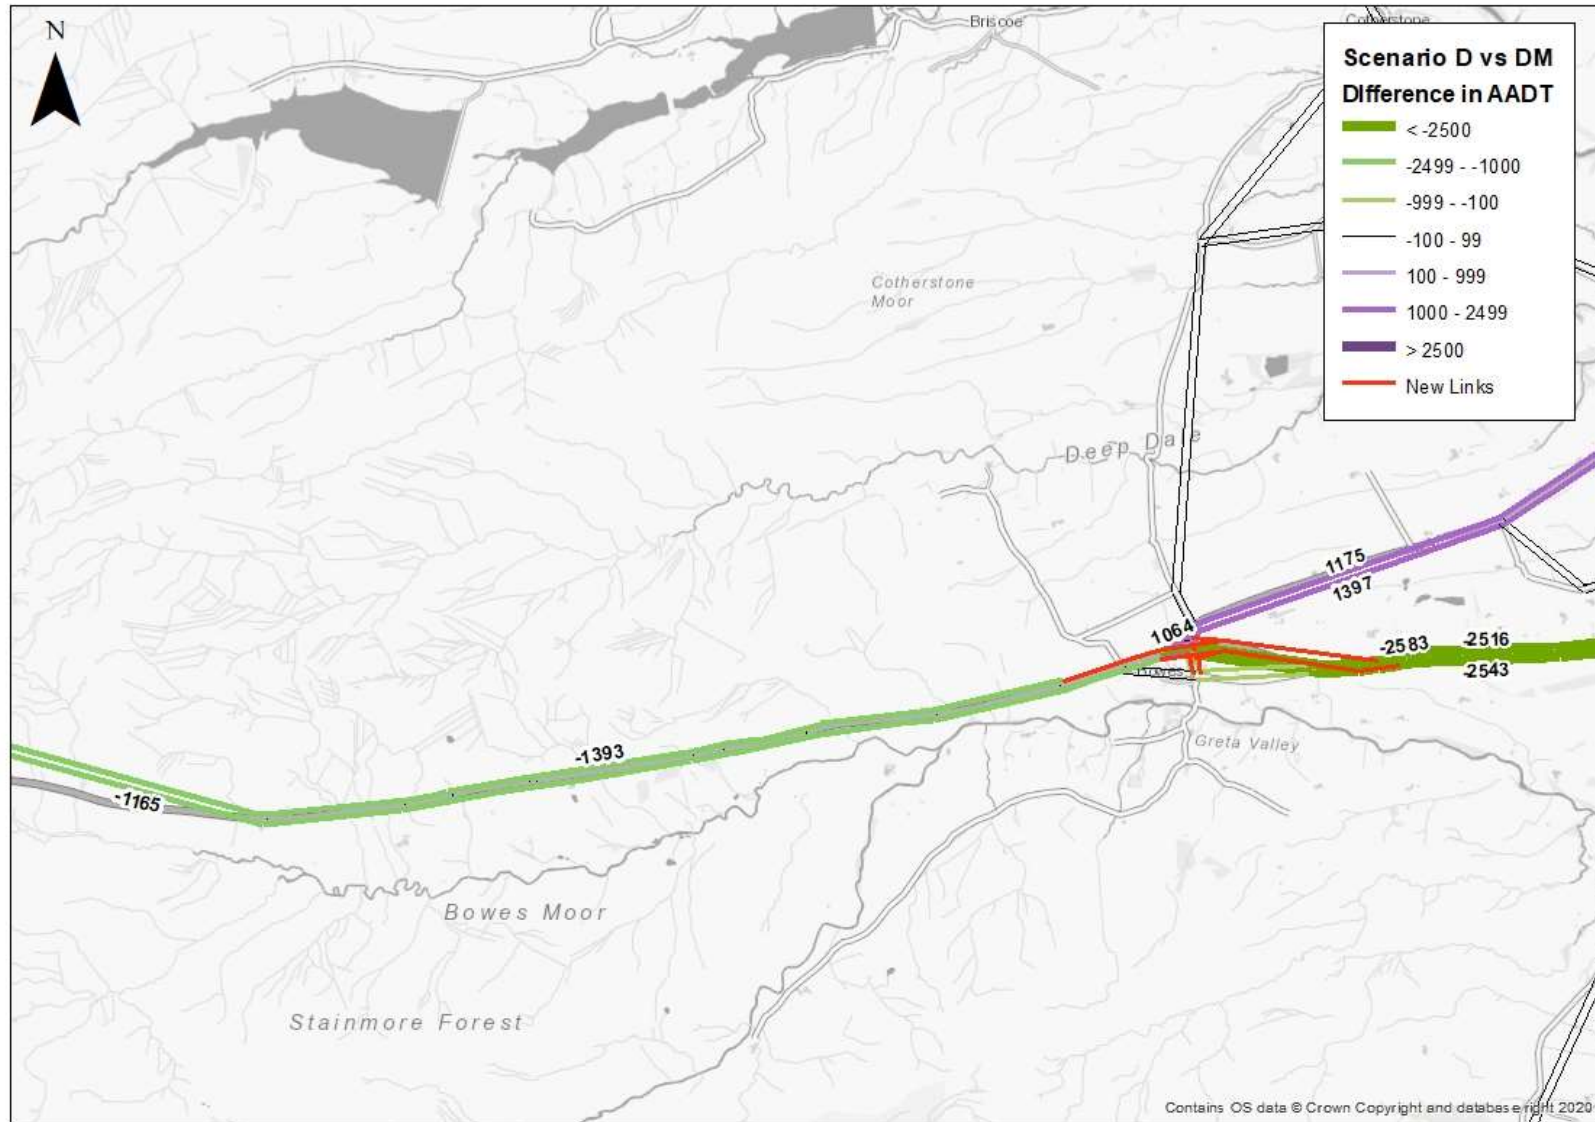 N
Briscoe
Cotherstone
Scenario D vs DM
DIfference in AADT
< -2500
-2499 - -1000
-999 - -100
-100 - 99
100 - 999
1000 - 2499
> 2500
New Links
Cotherstone
Moor
Deep Dale
1175
1397
1064
-2583
-2516
-2543
Bowes
Greta Valley
-1393
-1165
Bowes Moor
Stainmore Forest
Contains OS data © Crown Copyright and database right 2020